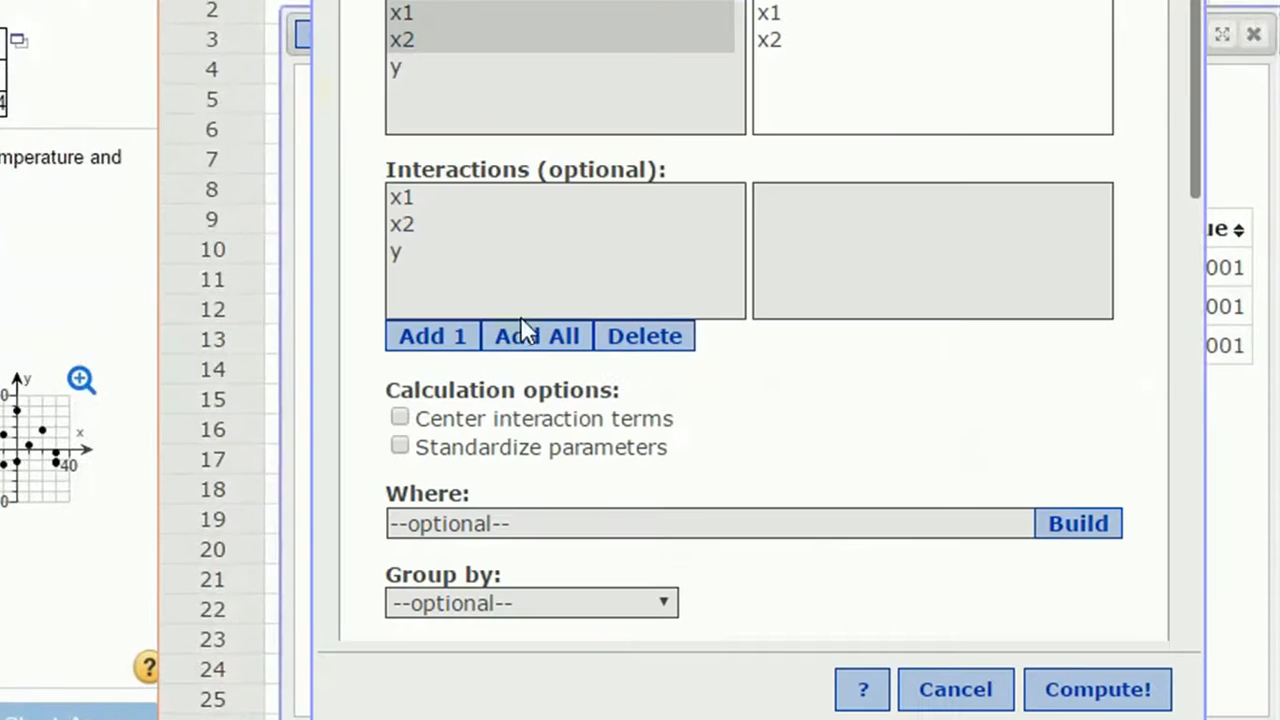 2
3
4
5
6
7
8
9
10
11
12
13
14
15
16
17
18
19
20
21
22
23
24
25
4
mperature and
y
0
x
40
0
?
x1
x2
y
x1
x2
Interactions (optional):
x1
x2
y
Add 1 Add All Delete
Calculation options:
Center interaction terms
Standardize parameters
Where:
--optional-- Build
Group by:
--optional--
? Cancel Compute!
ue
001
001
001